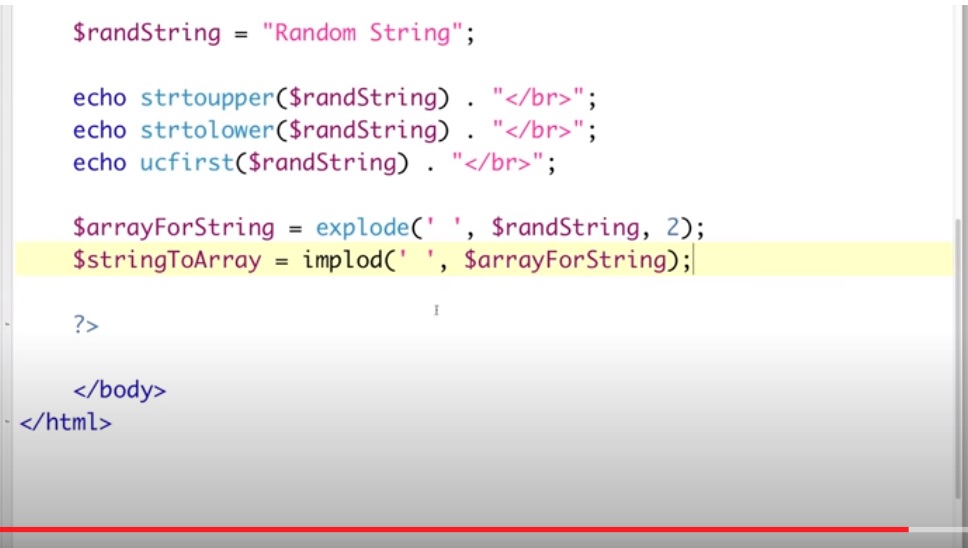 $randString = "Random String";
echo strtoupper($randString) . "</br>";
echo strtolower($randString) . "</br>";
echo ucfirst($randString) . "</br>";
$arrayForString = explode(' ', $randString, 2);
$stringToArray = implod(' ', $arrayForString);
?>
</body>
</html>